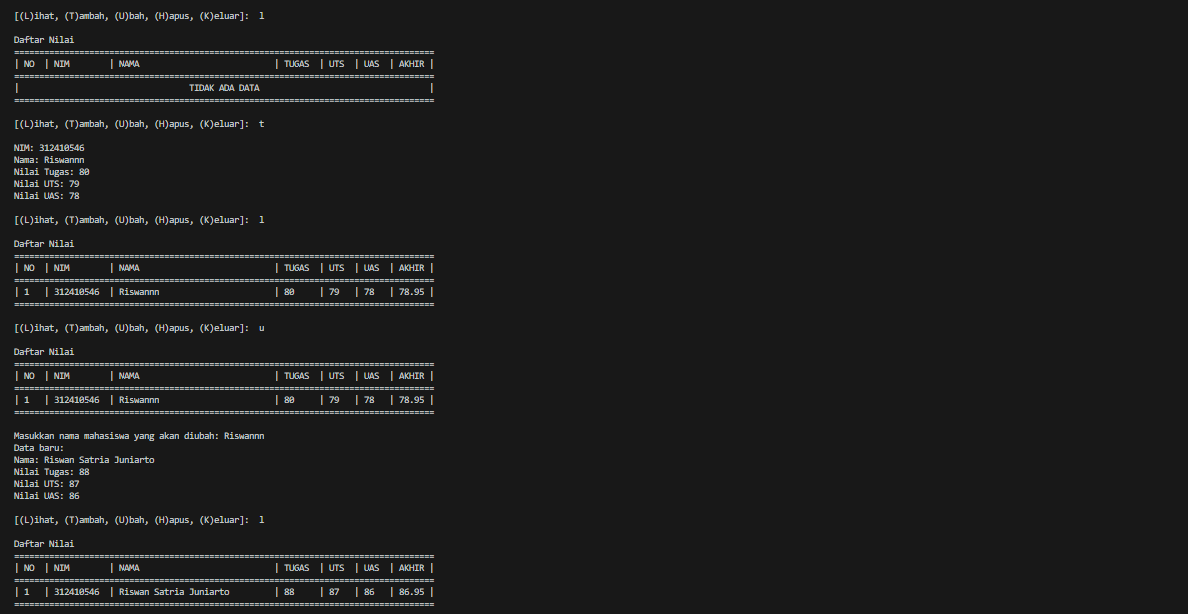 [(L)ihat, (T)ambah, (U)bah, (H)apus, (K)eluar]:  l
Daftar Nilai
====================================================================================
| NO  | NIM        | NAMA                           | TUGAS  | UTS  | UAS  | AKHIR |
====================================================================================
|                                  TIDAK ADA DATA                                  |
====================================================================================
[(L)ihat, (T)ambah, (U)bah, (H)apus, (K)eluar]:  t
NIM: 312410546
Nama: Riswannn
Nilai Tugas: 80
Nilai UTS: 79
Nilai UAS: 78
[(L)ihat, (T)ambah, (U)bah, (H)apus, (K)eluar]:  l
Daftar Nilai
====================================================================================
| NO  | NIM        | NAMA                           | TUGAS  | UTS  | UAS  | AKHIR |
====================================================================================
| 1   | 312410546  | Riswannn                       | 80     | 79   | 78   | 78.95 |
====================================================================================
[(L)ihat, (T)ambah, (U)bah, (H)apus, (K)eluar]:  u
Daftar Nilai
====================================================================================
| NO  | NIM        | NAMA                           | TUGAS  | UTS  | UAS  | AKHIR |
====================================================================================
| 1   | 312410546  | Riswannn                       | 80     | 79   | 78   | 78.95 |
====================================================================================
Masukkan nama mahasiswa yang akan diubah: Riswannn
Data baru:
Nama: Riswan Satria Juniarto
Nilai Tugas: 88
Nilai UTS: 87
Nilai UAS: 86
[(L)ihat, (T)ambah, (U)bah, (H)apus, (K)eluar]:  l
Daftar Nilai
====================================================================================
| NO  | NIM        | NAMA                           | TUGAS  | UTS  | UAS  | AKHIR |
====================================================================================
| 1   | 312410546  | Riswan Satria Juniarto         | 88     | 87   | 86   | 86.95 |
====================================================================================